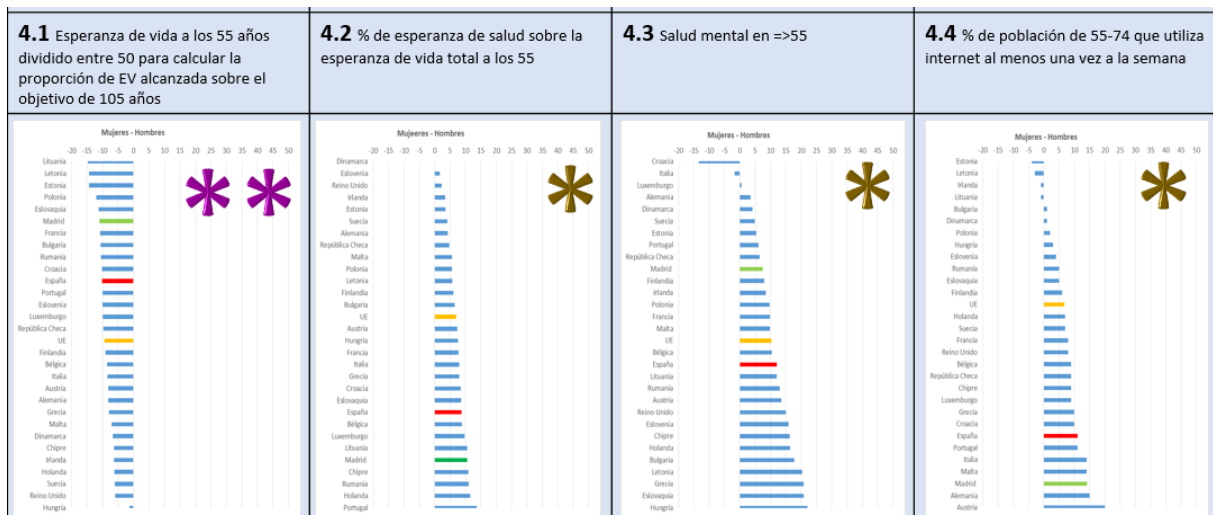 4.1 Esperanza de vida a los 55 años
dividido entre 50 para calcular la
proporción de EV alcanzada sobre el
objetivo de 105 años
4.2 % de esperanza de salud sobre la
esperanza de vida total a los 55
4.3 Salud mental en =>55
4.4 % de población de 55-74 que utiliza
internet al menos una vez a la semana
Mujeres - Hombres
-20 -15 -10 -5 0 5 10 15 20 25 30 35 40 45 50
Lituania
Letonia
Estonia
Polonia
Eslovaquia
Madrid
Francia
Bulgaria
Rumanía
Croacia
España
Portugal
Eslovenia
Luxemburgo
República Checa
UE
Finlandia
Bélgica
Italia
Austria
Alemania
Grecia
Malta
Dinamarca
Chipre
Irlanda
Holanda
Suecia
Reino Unido
Hungría
Mujeeres - Hombres
-20 -15 -10 -5 0 5 10 15 20 25 30 35 40 45 50
Dinamarca
Eslovenia
Reino Unido
Irlanda
Estonia
Suecia
Alemania
República Checa
Malta
Polonia
Letonia
Finlandia
Bulgaria
UE
Austria
Hungría
Francia
Italia
Grecia
Croacia
Eslovaquia
España
Bélgica
Luxemburgo
Lituania
Madrid
Chipre
Rumanía
Holanda
Portugal
Mujeres - Hombres
-20 -15 -10 -5 0 5 10 15 20 25 30 35 40 45 50
Croacia
Italia
Luxemburgo
Alemania
Dinamarca
Suecia
Estonia
Portugal
República Checa
Madrid
Finlandia
Irlanda
Polonia
Francia
Malta
UE
Bélgica
España
Lituania
Rumanía
Austria
Reino Unido
Eslovenia
Chipre
Holanda
Bulgaria
Letonia
Grecia
Eslovaquia
Hungría
Mujeres - Hombres
-20 -15 -10 -5 0 5 10 15 20 25 30 35 40 45 50
Estonia
Letonia
Irlanda
Lituania
Bulgaria
Dinamarca
Polonia
Hungría
Eslovenia
Rumanía
Eslovaquia
Finlandia
UE
Holanda
Suecia
Francia
Reino Unido
Bélgica
República Checa
Chipre
Luxemburgo
Grecia
Croacia
España
Portugal
Italia
Malta
Madrid
Alemania
Austria